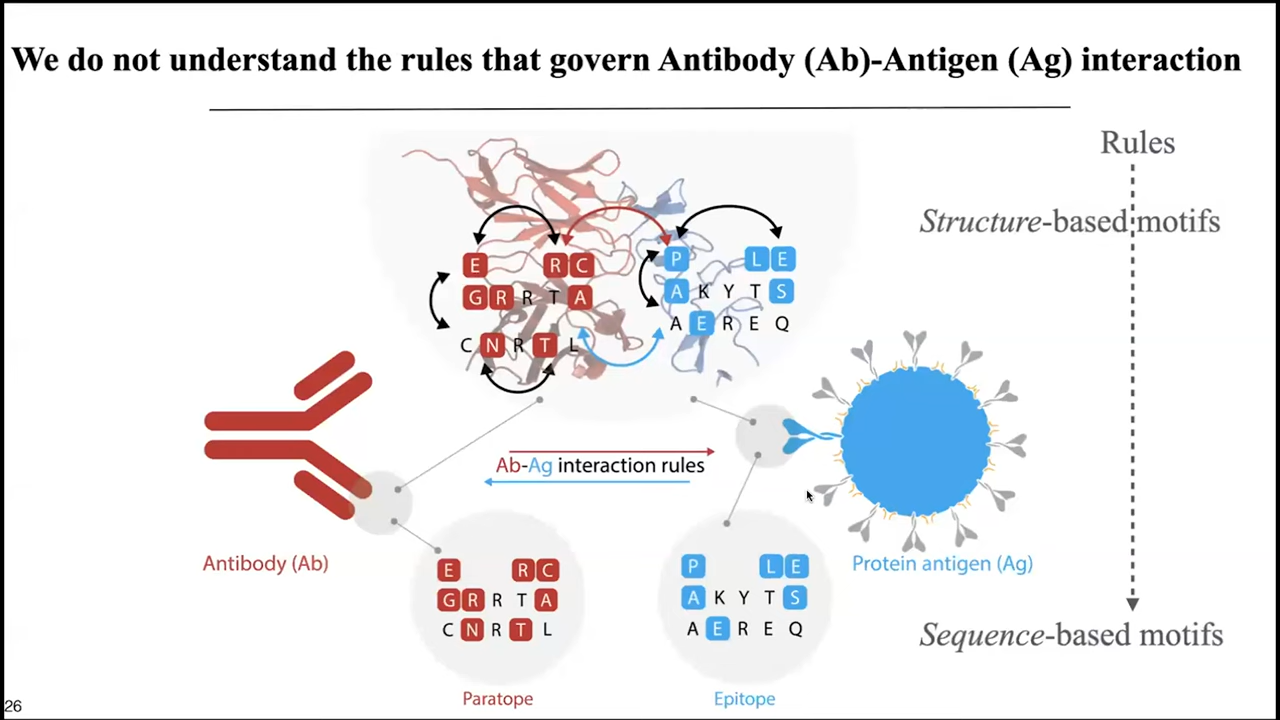 We do not understand the rules that govern Antibody (Ab)-Antigen (Ag) interaction
Rules
Structure-based motifs
E R C
G R R T A
C N R T L
P L E
A K Y T S
A E R E Q
Ab-Ag interaction rules
Antibody (Ab)
Protein antigen (Ag)
E R C
G R R T A
C N R T L
Paratope
P L E
A K Y T S
A E R E Q
Epitope
Sequence-based motifs
26